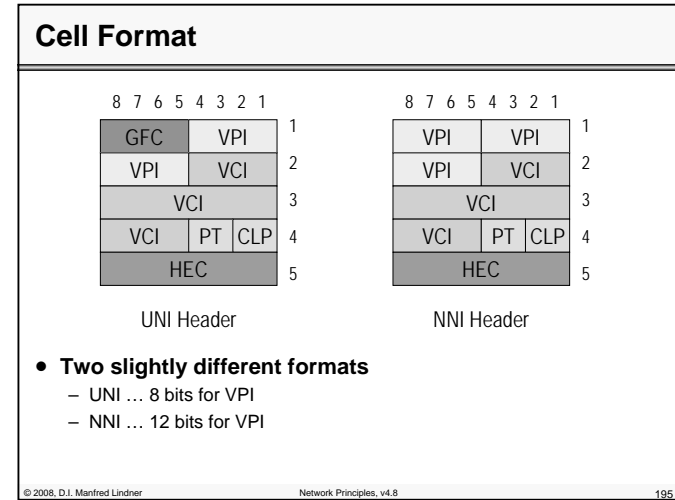 Cell Format
8 7 6 5 4 3 2 1
GFC VPI 1
VPI VCI 2
VCI 3
VCI PT CLP 4
HEC 5
UNI Header
8 7 6 5 4 3 2 1
VPI VPI 1
VPI VCI 2
VCI 3
VCI PT CLP 4
HEC 5
NNI Header
• Two slightly different formats
– UNI … 8 bits for VPI
– NNI … 12 bits for VPI
© 2008, D.I. Manfred Lindner Network Principles, v4.8 195